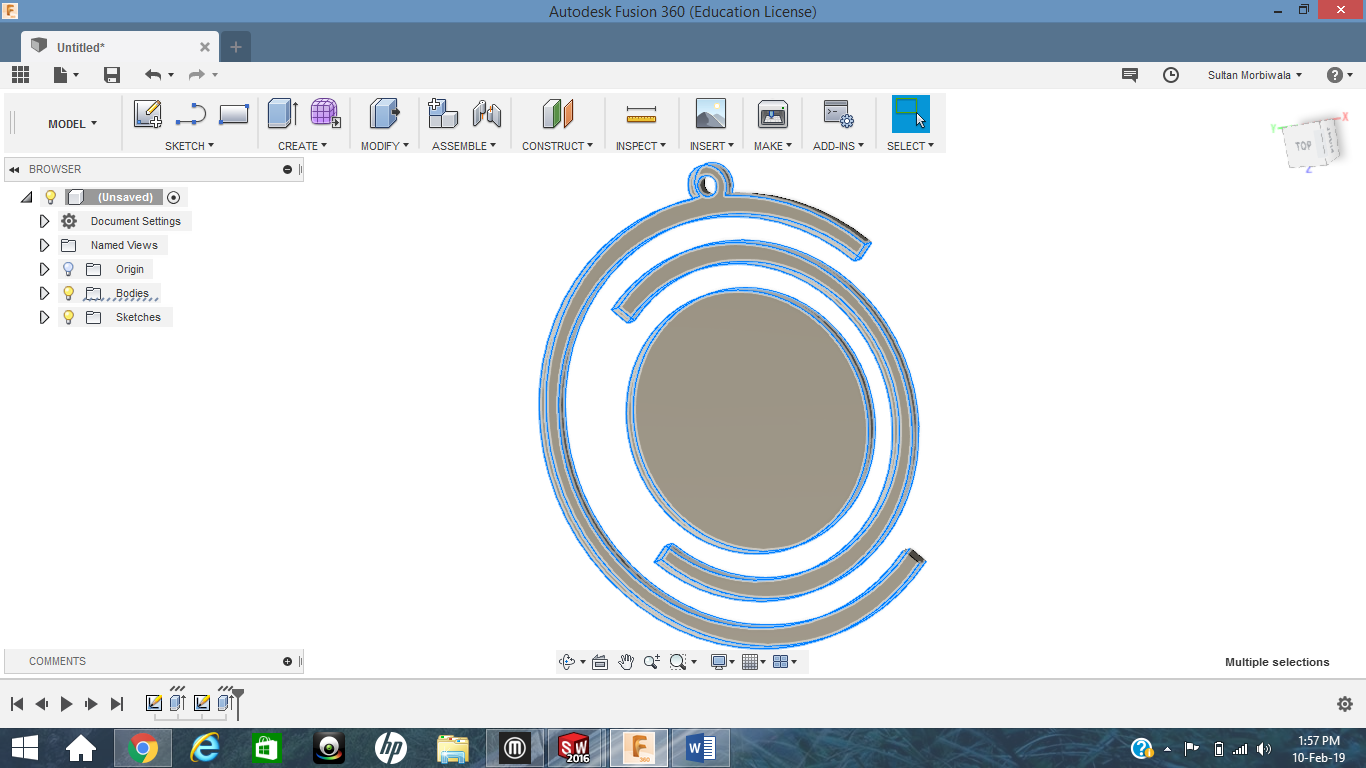 Autodesk Fusion 360 (Education License)
Untitled*
Sultan Morbiwala
MODEL
SKETCH
CREATE
MODIFY
ASSEMBLE
CONSTRUCT
INSPECT
INSERT
MAKE
ADD-INS
SELECT
X
Y
TOP
Z
BROWSER
(Unsaved)
Document Settings
Named Views
Origin
Bodies
Sketches
COMMENTS
Multiple selections
hp
SW
2016
F
360
W
1:57 PM
10-Feb-19